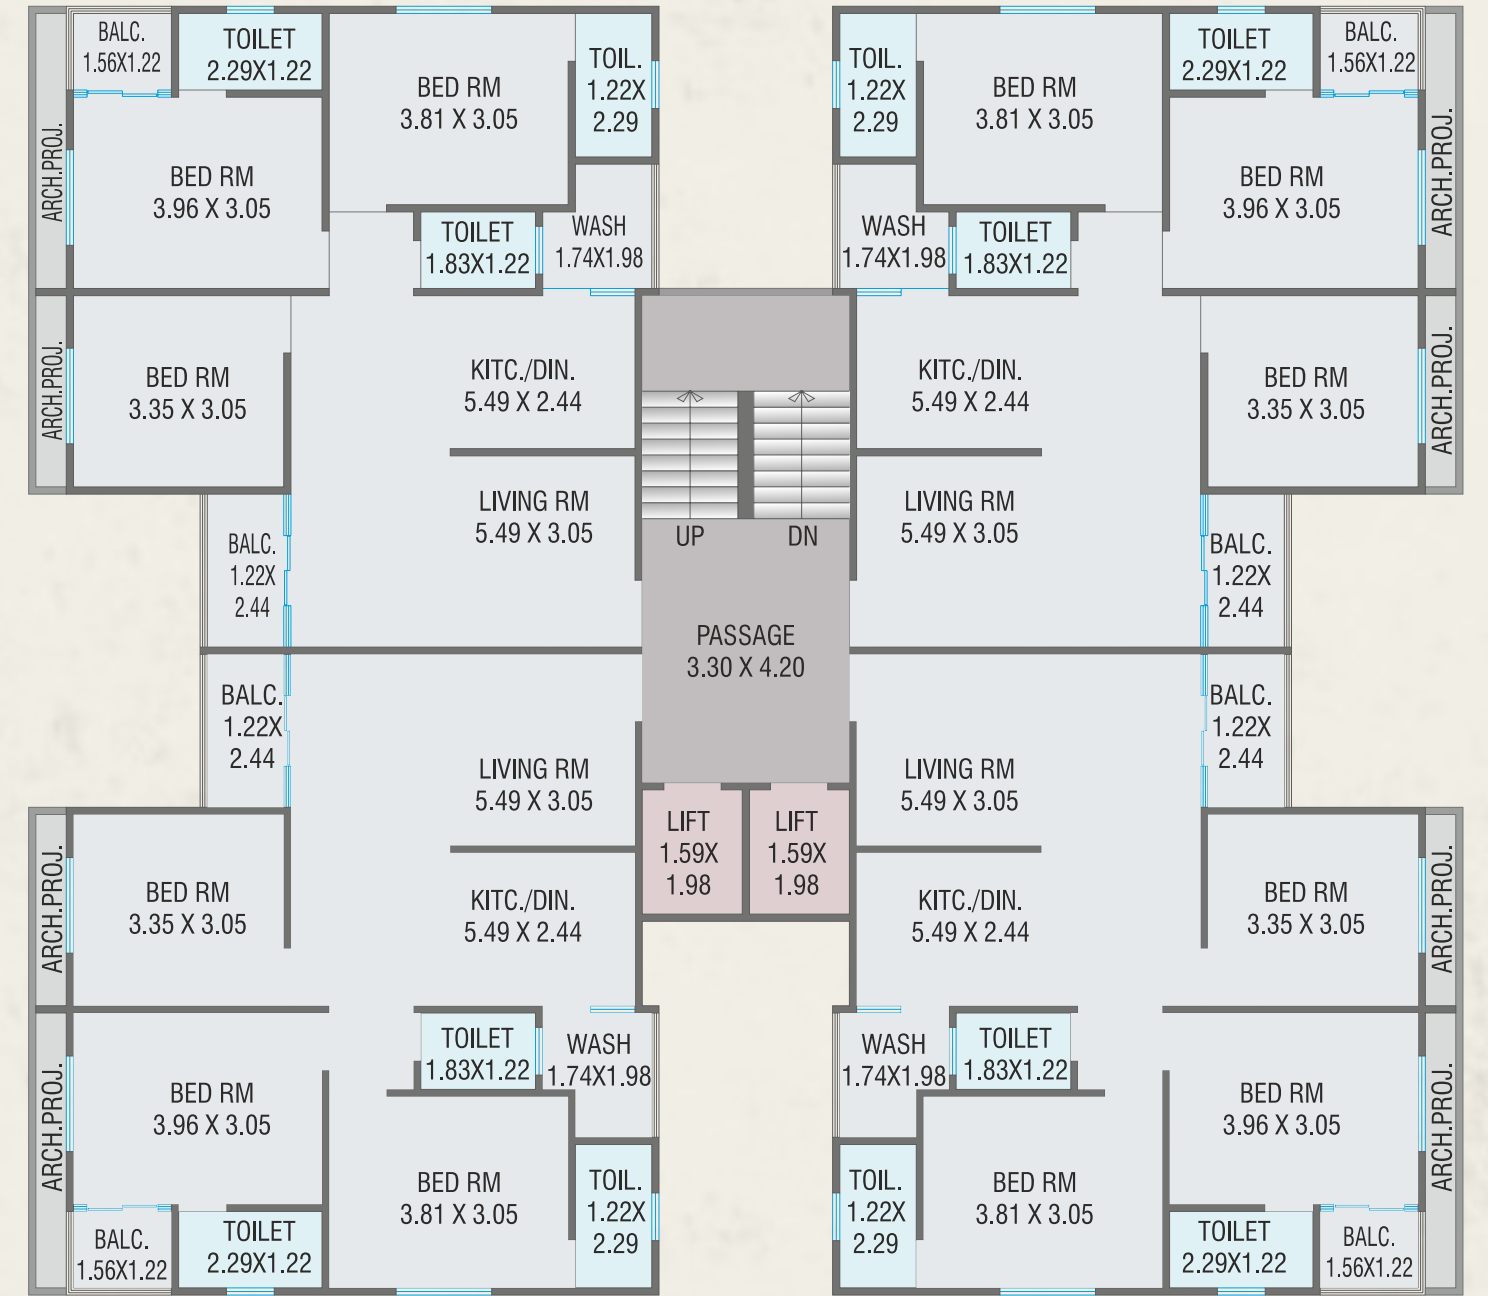 BALC.
1.56X1.22
TOILET
2.29X1.22
BED RM
3.81 X 3.05
TOIL.
1.22X
2.29
ARCH.PROJ.
BED RM
3.96 X 3.05
TOILET
1.83X1.22
WASH
1.74X1.98
ARCH.PROJ.
BED RM
3.35 X 3.05
KITC./DIN.
5.49 X 2.44
LIVING RM
5.49 X 3.05
BALC.
1.22X
2.44
TOIL.
1.22X
2.29
BED RM
3.81 X 3.05
TOILET
2.29X1.22
BALC.
1.56X1.22
ARCH.PROJ.
BED RM
3.96 X 3.05
WASH
1.74X1.98
TOILET
1.83X1.22
KITC./DIN.
5.49 X 2.44
BED RM
3.35 X 3.05
ARCH.PROJ.
LIVING RM
5.49 X 3.05
BALC.
1.22X
2.44
UP
DN
PASSAGE
3.30 X 4.20
LIFT
1.59X
1.98
LIFT
1.59X
1.98
BALC.
1.22X
2.44
LIVING RM
5.49 X 3.05
ARCH.PROJ.
BED RM
3.35 X 3.05
KITC./DIN.
5.49 X 2.44
TOILET
1.83X1.22
WASH
1.74X1.98
ARCH.PROJ.
BED RM
3.96 X 3.05
BED RM
3.81 X 3.05
TOIL.
1.22X
2.29
BALC.
1.56X1.22
TOILET
2.29X1.22
LIVING RM
5.49 X 3.05
BALC.
1.22X
2.44
KITC./DIN.
5.49 X 2.44
BED RM
3.35 X 3.05
ARCH.PROJ.
WASH
1.74X1.98
TOILET
1.83X1.22
BED RM
3.96 X 3.05
ARCH.PROJ.
TOIL.
1.22X
2.29
BED RM
3.81 X 3.05
TOILET
2.29X1.22
BALC.
1.56X1.22